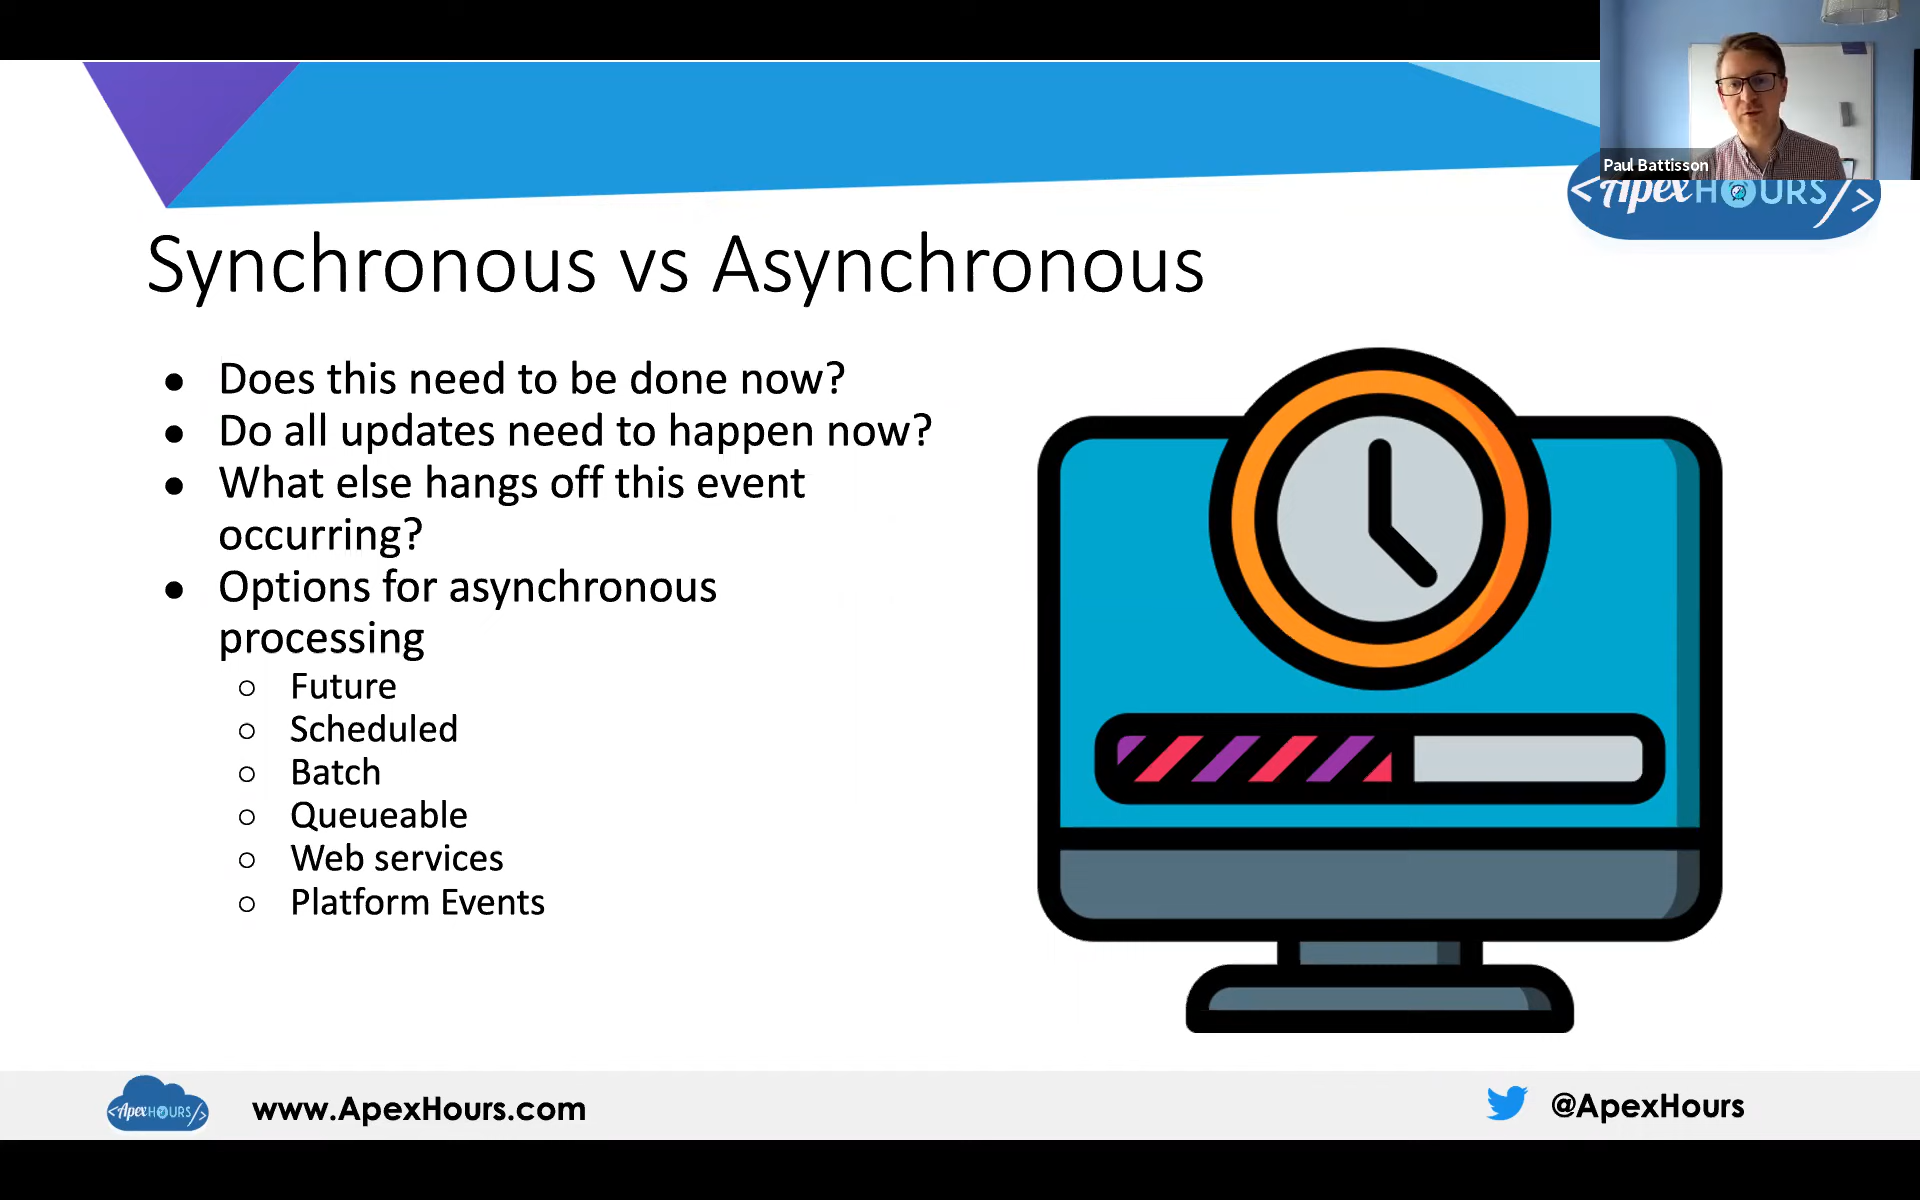 Paul Battisson
<ApexHOURS/>
Synchronous vs Asynchronous
● Does this need to be done now?
● Do all updates need to happen now?
● What else hangs off this event
occurring?
● Options for asynchronous
processing
○ Future
○ Scheduled
○ Batch
○ Queueable
○ Web services
○ Platform Events
<ApexHOURS/>
www.ApexHours.com
@ApexHours